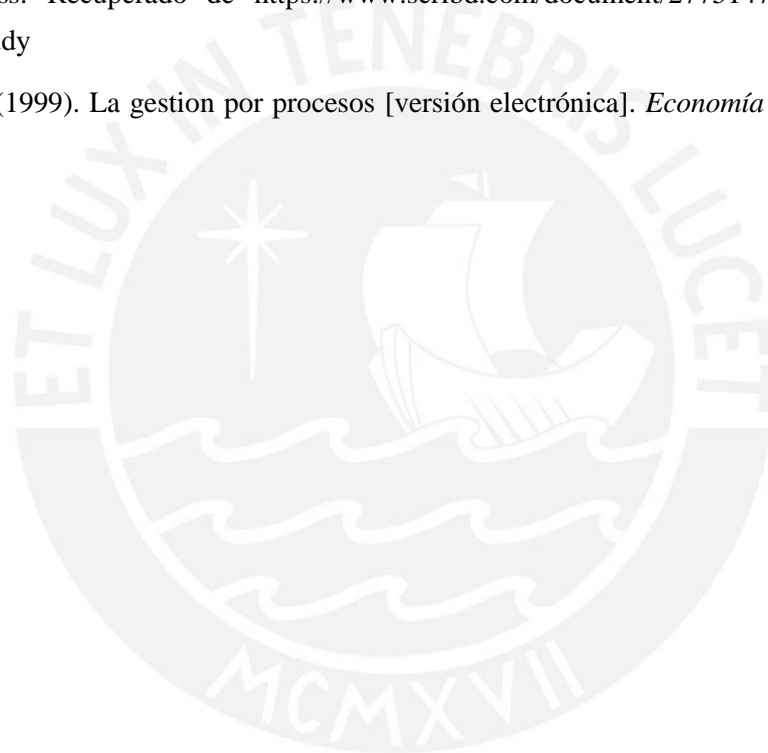 ss. Recuperado de https://www.scribd.com/document/27
dy
(1999). La gestion por procesos [versión electrónica]. Economía
ET LUX IN TENEBRIS LUCET
MCMXVII